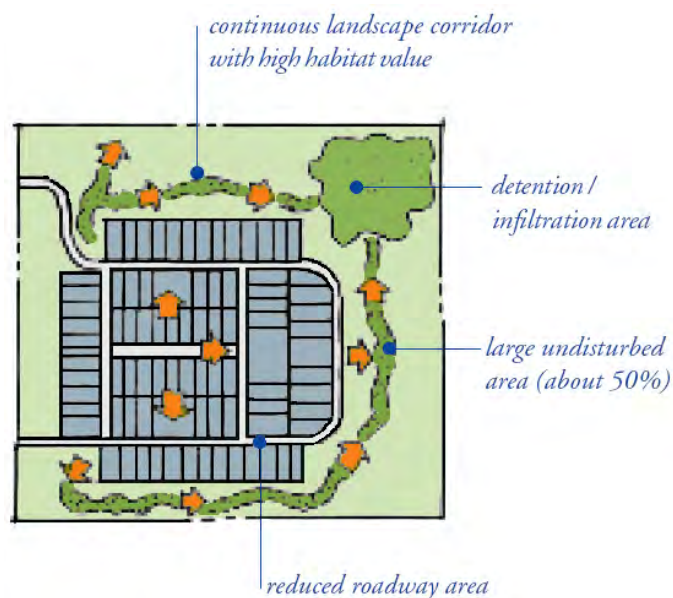 continuous landscape corridor
with high habitat value
detention /
infiltration area
large undisturbed
area (about 50%)
reduced roadway area